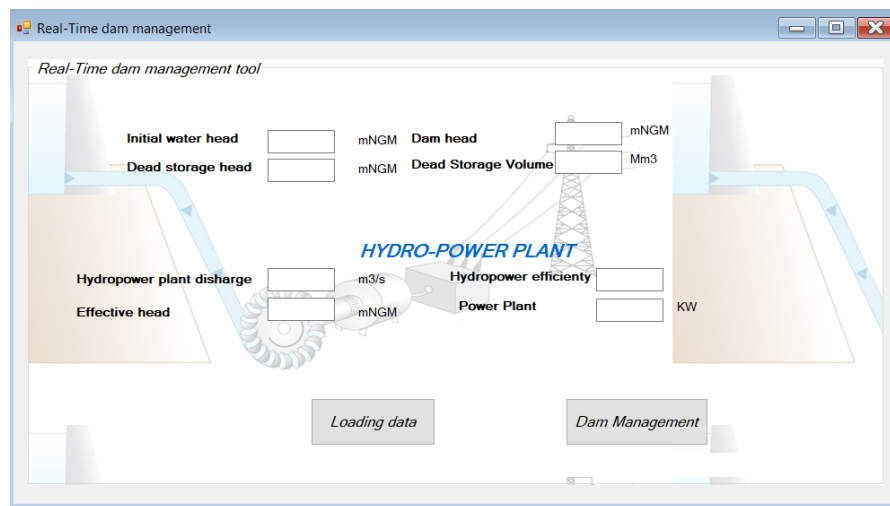 Real-Time dam management
Real-Time dam management tool
Initial water head mNGM Dam head mNGM
Dead storage head mNGM Dead Storage Volume Mm3
HYDRO-POWER PLANT
Hydropower plant disharge m3/s Hydropower efficienty
Effective head mNGM Power Plant KW
Loading data Dam Management